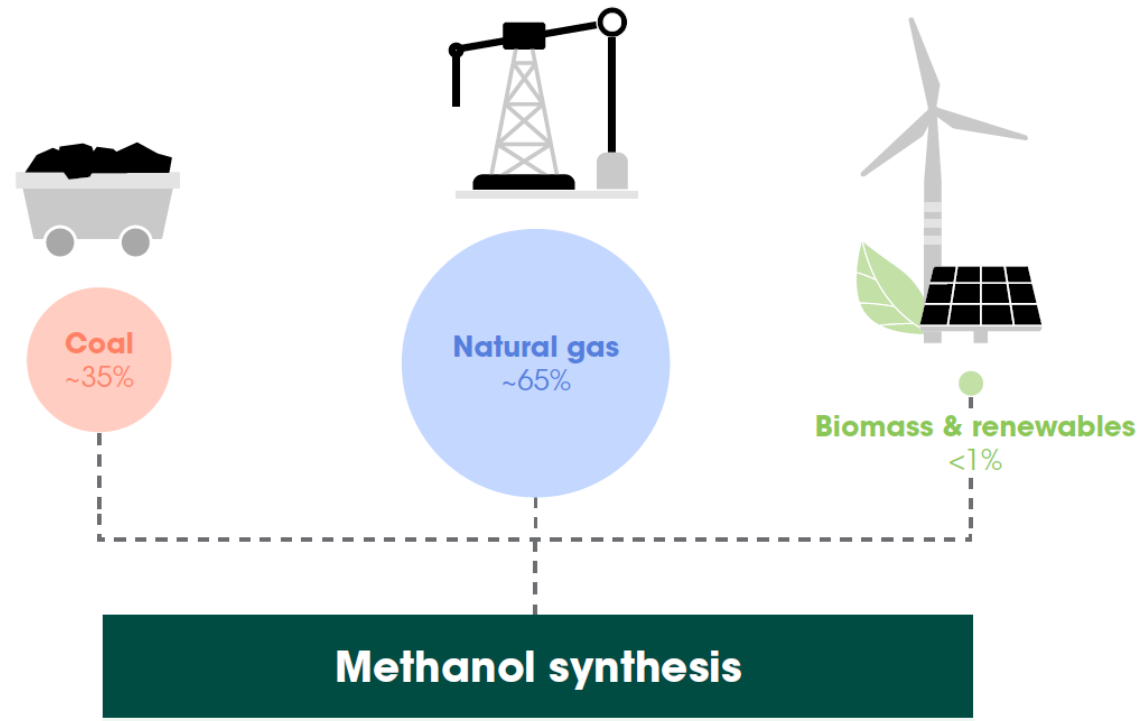 Coal
~35%
Natural gas
~65%
Biomass & renewables
<1%
Methanol synthesis